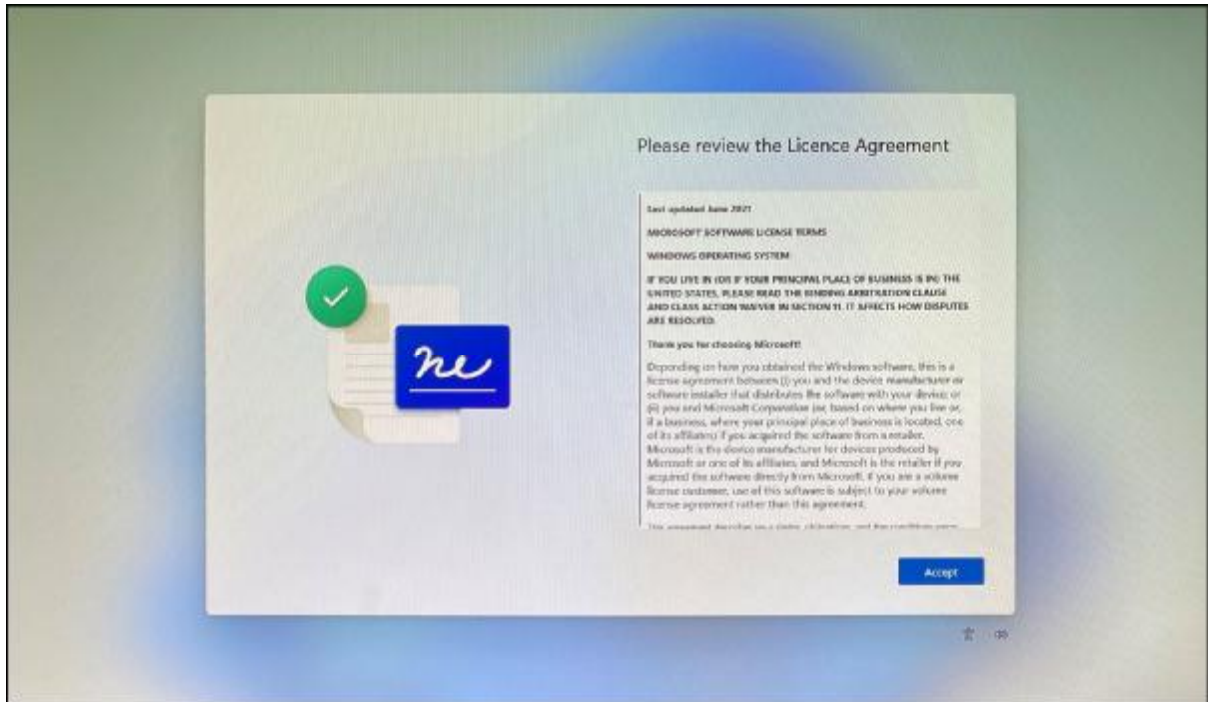 Please review the Licence Agreement
Last updated June 2021
MICROSOFT SOFTWARE LICENSE TERMS
WINDOWS OPERATING SYSTEM
IF YOU LIVE IN (OR IF YOUR PRINCIPAL PLACE OF BUSINESS IS IN) THE
UNITED STATES, PLEASE READ THE BINDING ARBITRATION CLAUSE
AND CLASS ACTION WAIVER IN SECTION 11. IT AFFECTS HOW DISPUTES
ARE RESOLVED.
Thank you for choosing Microsoft!
Depending on how you obtained the Windows software, this is a
license agreement between (i) you and the device manufacturer or
software installer that distributes the software with your device; or
(ii) you and Microsoft Corporation (or, based on where you live or,
if a business, where your principal place of business is located, one
of its affiliates) if you acquired the software from a retailer.
Microsoft is the device manufacturer for devices produced by
Microsoft or one of its affiliates, and Microsoft is the retailer if you
acquired the software directly from Microsoft. If you are a volume
license customer, use of this software is subject to your volume
license agreement rather than this agreement.
Accept